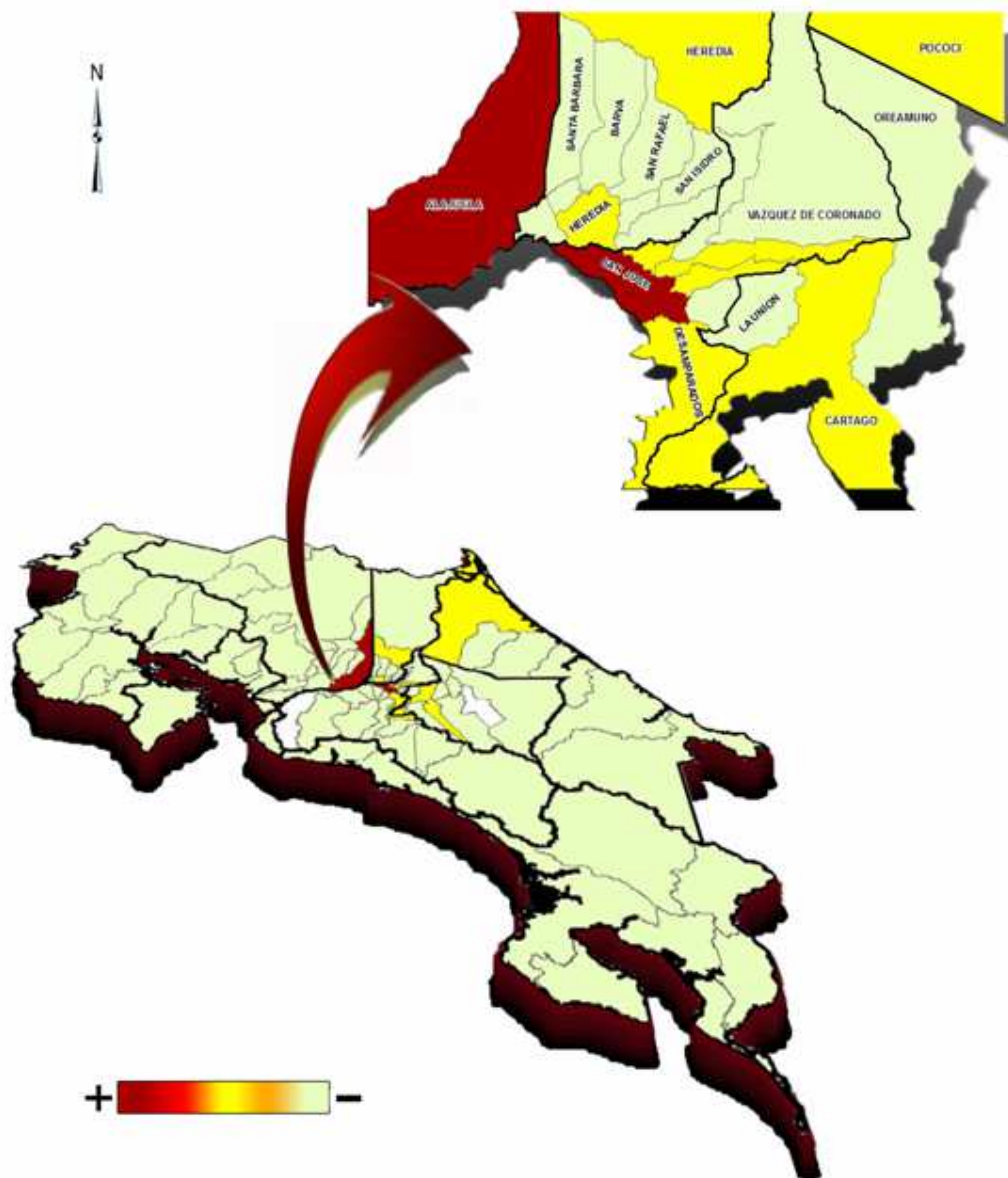 N
HEREDIA
POCOCI
SANTA BARBARA
BARVA
SAN RAFAEL
SAN ISIDRO
OREAMUNO
ALAJUELA
HEREDIA
VAZQUEZ DE CORONADO
SAN JOSE
LA UNION
DESAMPARADOS
CARTAGO
+ −